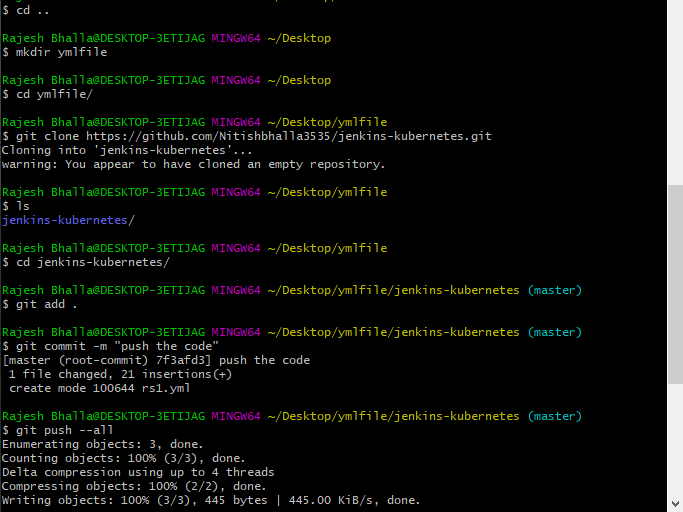 $ cd ..
Rajesh Bhalla@DESKTOP-3ETIJAG MINGW64 ~/Desktop
$ mkdir ymlfile
Rajesh Bhalla@DESKTOP-3ETIJAG MINGW64 ~/Desktop
$ cd ymlfile/
Rajesh Bhalla@DESKTOP-3ETIJAG MINGW64 ~/Desktop/ymlfile
$ git clone https://github.com/Nitishbhalla3535/jenkins-kubernetes.git
Cloning into 'jenkins-kubernetes'...
warning: You appear to have cloned an empty repository.
Rajesh Bhalla@DESKTOP-3ETIJAG MINGW64 ~/Desktop/ymlfile
$ ls
jenkins-kubernetes/
Rajesh Bhalla@DESKTOP-3ETIJAG MINGW64 ~/Desktop/ymlfile
$ cd jenkins-kubernetes/
Rajesh Bhalla@DESKTOP-3ETIJAG MINGW64 ~/Desktop/ymlfile/jenkins-kubernetes (master)
$ git add .
Rajesh Bhalla@DESKTOP-3ETIJAG MINGW64 ~/Desktop/ymlfile/jenkins-kubernetes (master)
$ git commit -m "push the code"
[master (root-commit) 7f3afd3] push the code
 1 file changed, 21 insertions(+)
 create mode 100644 rs1.yml
Rajesh Bhalla@DESKTOP-3ETIJAG MINGW64 ~/Desktop/ymlfile/jenkins-kubernetes (master)
$ git push --all
Enumerating objects: 3, done.
Counting objects: 100% (3/3), done.
Delta compression using up to 4 threads
Compressing objects: 100% (2/2), done.
Writing objects: 100% (3/3), 445 bytes | 445.00 KiB/s, done.